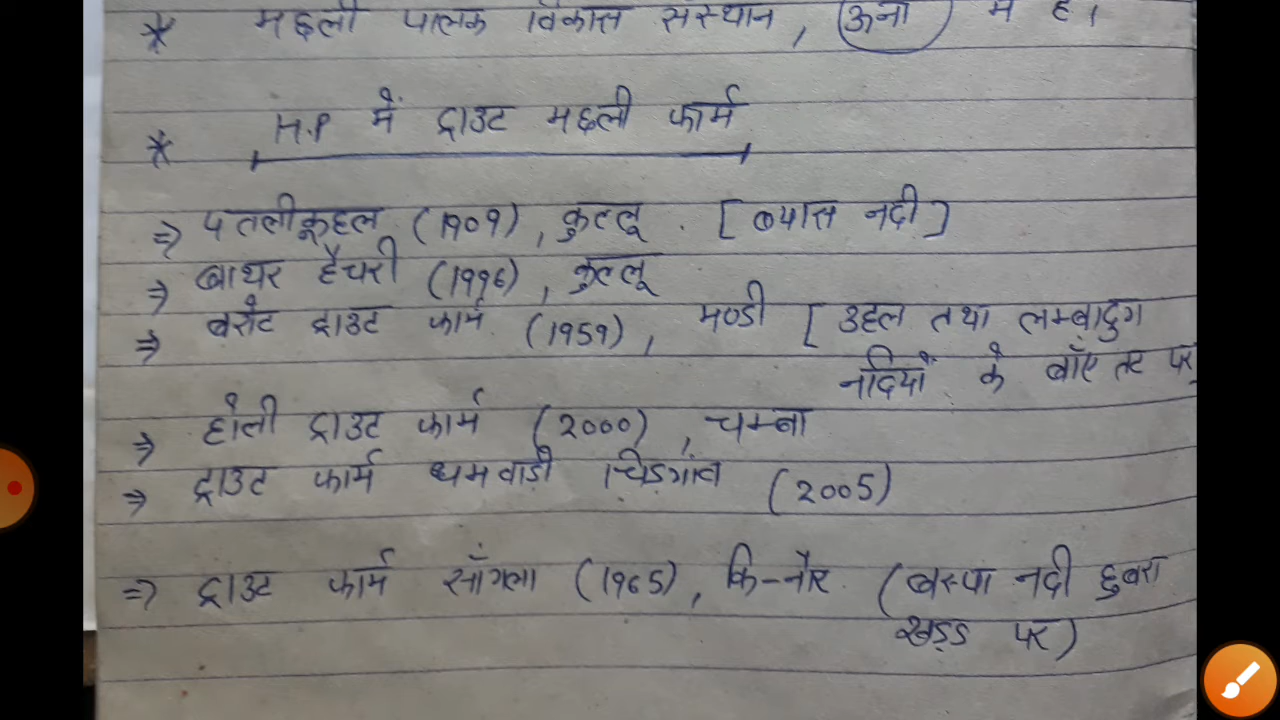 * मछली पालक विकास संस्थान, ऊना में है।
* H.P में ट्राउट मछली फार्म
⇒ पतलीकूहल (1909), कुल्लू. [ब्यास नदी]
⇒ बाथर हैचरी (1996), कुल्लू
⇒ बरोट ट्राउट फार्म (1959), मण्डी [उहल तथा लम्बाडुग
नदियों के बाँए तट पर
⇒ होली ट्राउट फार्म (2000), चम्बा
⇒ ट्राउट फार्म धमवाड़ी चिड़गांव (2005)
⇒ ट्राउट फार्म साँगला (1965), किन्नौर. (बस्पा नदी दुबरा
खड्ड पर)